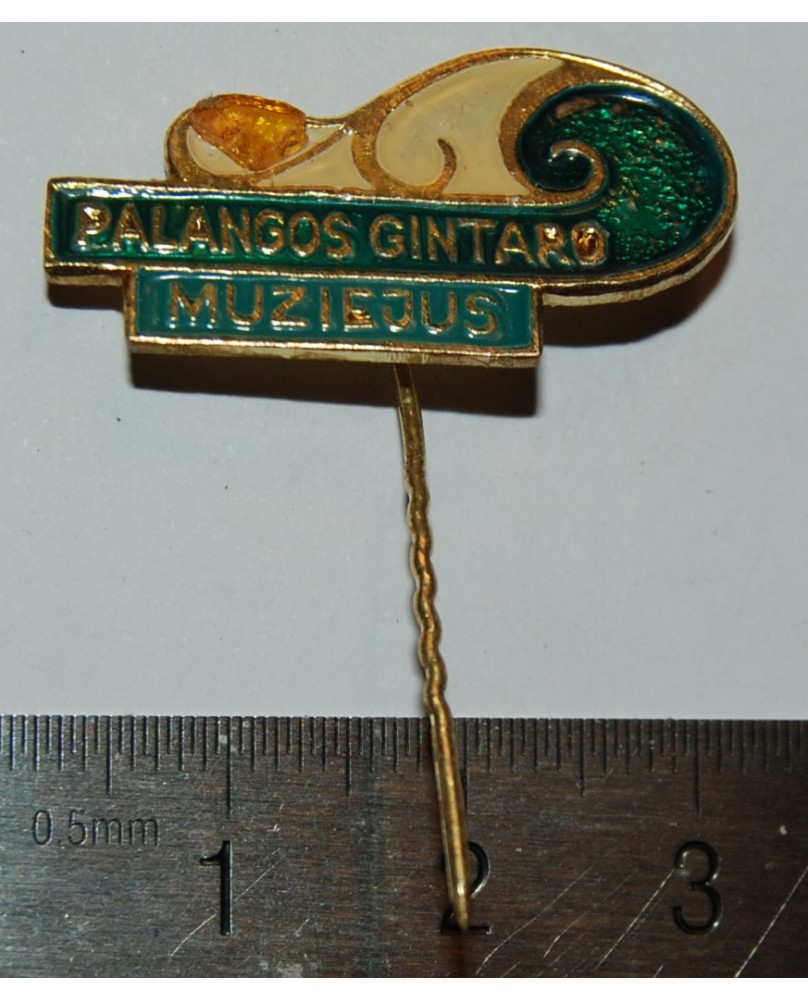 PALANGOS GINTARO
MUZIEJUS
0.5mm
1 2 3